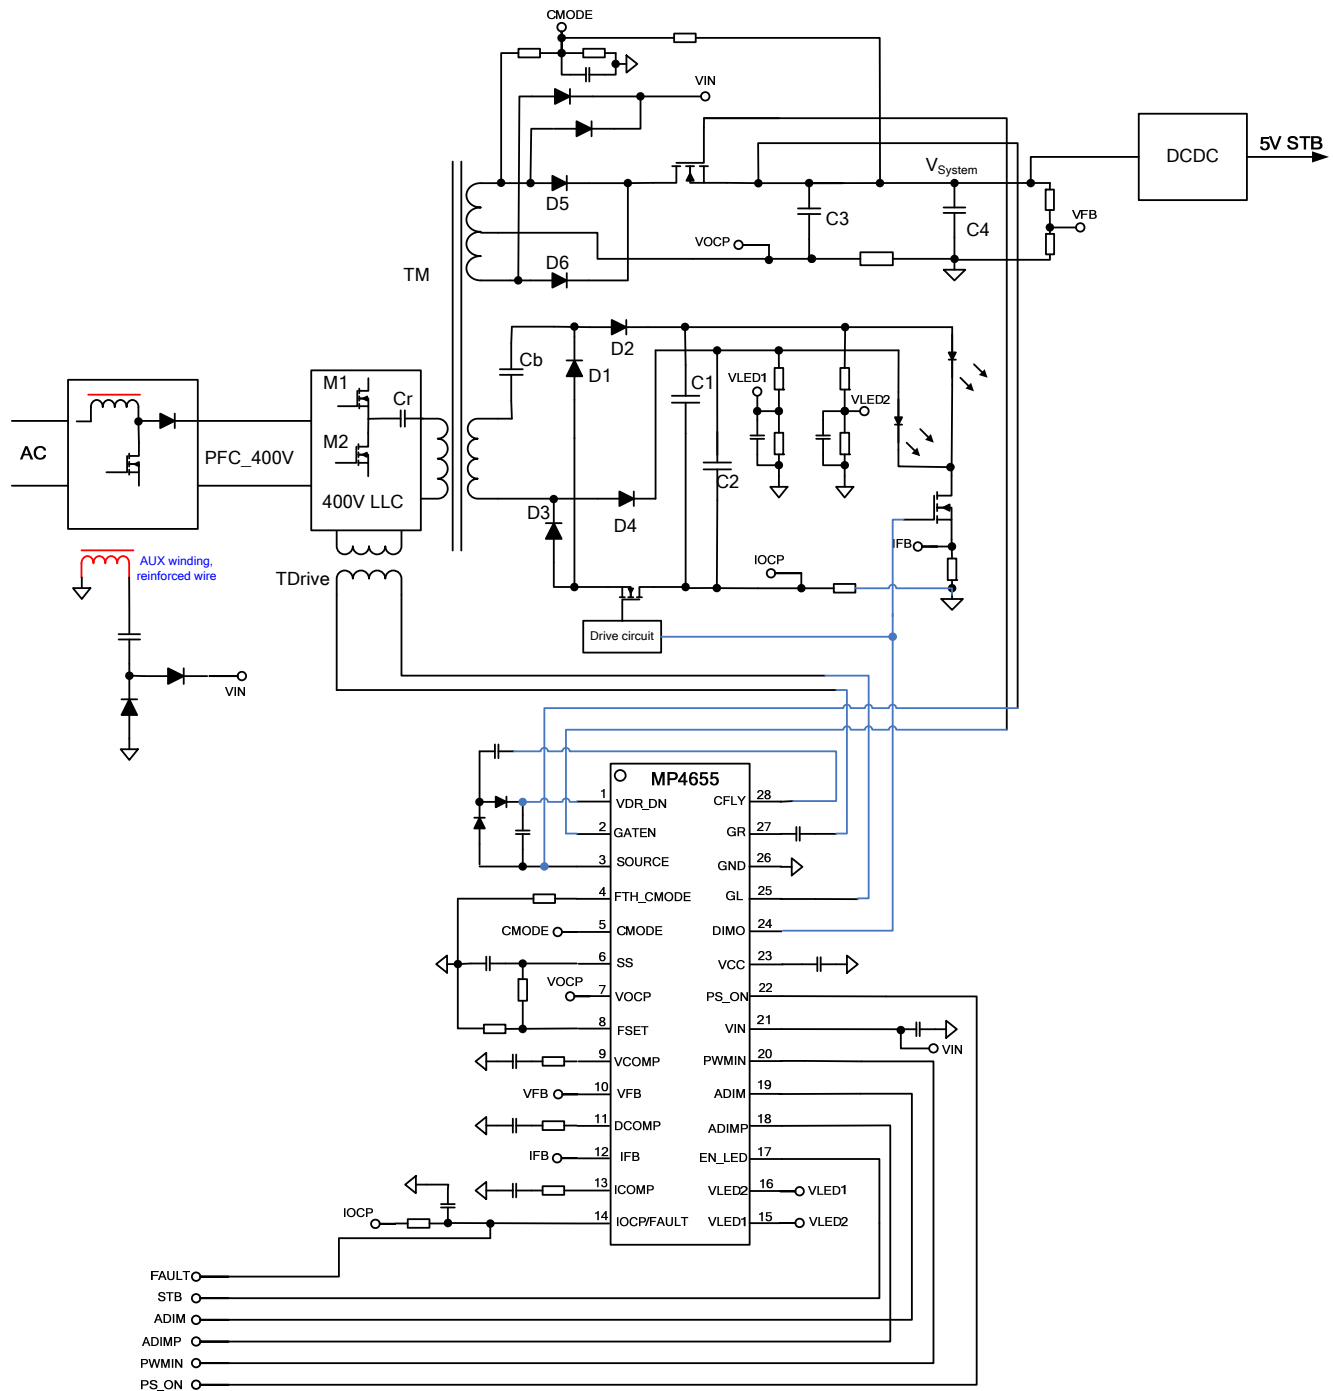 CMODE
VIN
DCDC
5V STB
VSystem
D5
C3
C4
VFB
VOCP
TM
D6
D2
Cb
D1
C1
VLED1
VLED2
M1
Cr
M2
AC
PFC_400V
400V LLC
C2
D3
D4
IFB
AUX winding,
reinforced wire
TDrive
IOCP
Drive circuit
VIN
MP4655
1 VDR_DN
CFLY 28
2 GATEN
GR 27
3 SOURCE
GND 26
4 FTH_CMODE
GL 25
CMODE 5 CMODE
DIMO 24
6 SS
VCC 23
VOCP 7 VOCP
PS_ON 22
8 FSET
VIN 21
VIN
9 VCOMP
PWMIN 20
VFB 10 VFB
ADIM 19
11 DCOMP
ADIMP 18
IFB 12 IFB
EN_LED 17
13 ICOMP
VLED2 16 VLED1
IOCP 14 IOCP/FAULT
VLED1 15 VLED2
FAULT
STB
ADIM
ADIMP
PWMIN
PS_ON